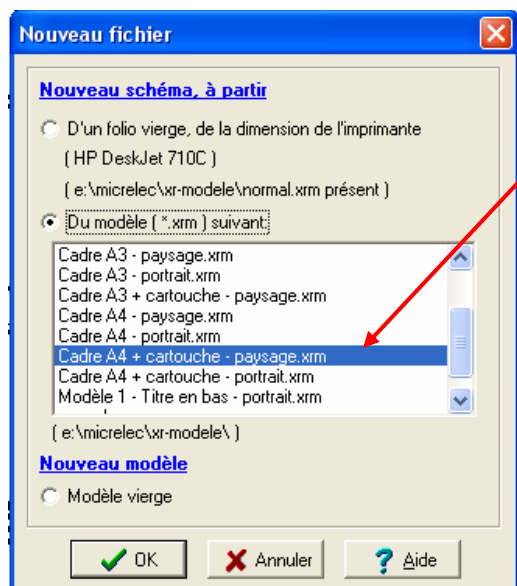 Nouveau fichier
Nouveau schéma, à partir
D'un folio vierge, de la dimension de l'imprimante
( HP DeskJet 710C )
( e:\micrelec\xr-modele\normal.xrm présent )
Du modèle ( *.xrm ) suivant:
Cadre A3 - paysage.xrm
Cadre A3 - portrait.xrm
Cadre A3 + cartouche - paysage.xrm
Cadre A4 - paysage.xrm
Cadre A4 - portrait.xrm
Cadre A4 + cartouche - paysage.xrm
Cadre A4 + cartouche - portrait.xrm
Modèle 1 - Titre en bas - portrait.xrm
( e:\micrelec\xr-modele\ )
Nouveau modèle
Modèle vierge
OK
Annuler
Aide